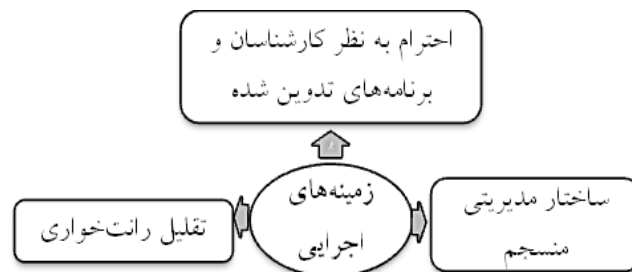 احترام به نظر کارشناسان و
برنامه‌های تدوین شده
زمینه‌های
اجرایی
ساختار مدیریتی
منسجم
تقلیل رانت‌خواری